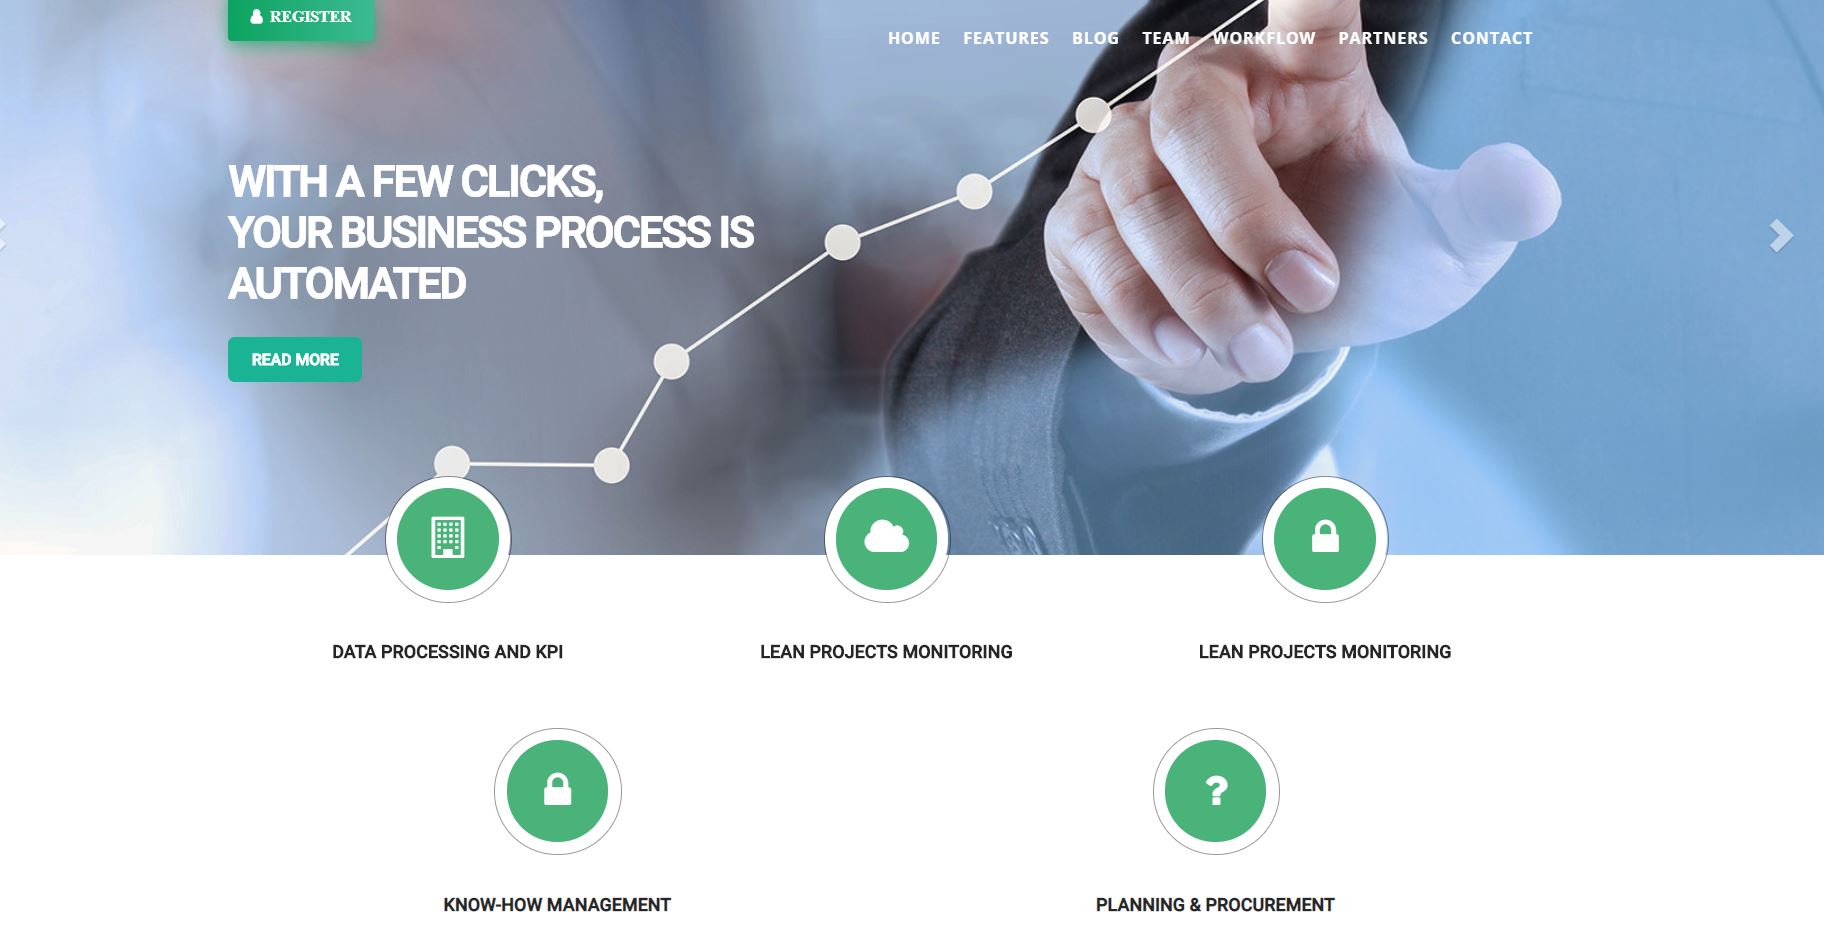 REGISTER
HOME FEATURES BLOG TEAM WORKFLOW PARTNERS CONTACT
WITH A FEW CLICKS,
YOUR BUSINESS PROCESS IS
AUTOMATED
READ MORE
DATA PROCESSING AND KPI
LEAN PROJECTS MONITORING
LEAN PROJECTS MONITORING
KNOW-HOW MANAGEMENT
PLANNING & PROCUREMENT